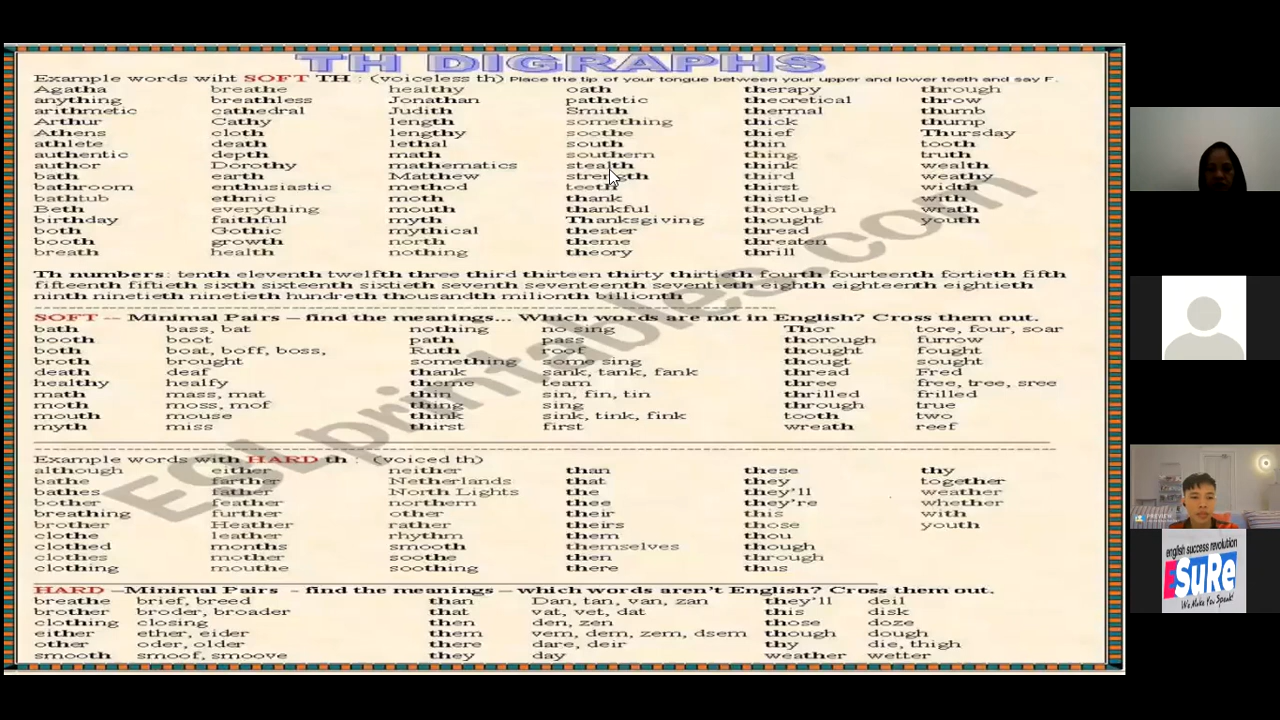 TH DIGRAPHS
Example words wiht SOFT TH : (voiceless th) Place the tip of your tongue between your upper and lower teeth and say F.
Agatha breathe healthy oath therapy through
anything breathless Jonathan pathetic theoretical throw
arithmetic cathedral Judith Smith thermal thumb
Arthur Cathy length something thick thump
Athens cloth lengthy soothe thief Thursday
athlete death lethal south thin tooth
authentic depth math southern thing truth
author Dorothy mathematics stealth think wealth
bath earth Matthew strength third weathy
bathroom enthusiastic method teeth thirst width
bathtub ethnic moth thank thistle with
Beth everything mouth thankful thorough wrath
birthday faithful myth Thanksgiving thought youth
both Gothic mythical theater thread
booth growth north theme threaten
breath health nothing theory thrill
Th numbers: tenth eleventh twelfth three third thirteen thirty thirtieth fourth fourteenth fortieth fifth
fifteenth fiftieth sixth sixteenth sixtieth seventh seventeenth seventieth eighth eighteenth eightieth
ninth ninetieth ninetieth hundreth thousandth milionth billionth
SOFT -- Minimal Pairs – find the meanings... Which words are not in English? Cross them out.
bath bass, bat nothing no sing Thor tore, four, soar
booth boot path pass thorough furrow
both boat, boff, boss, Ruth roof thought fought
broth brought something some sing thougt sought
death deaf thank sank, tank, fank thread Fred
healthy healfy theme team three free, tree, sree
math mass, mat thin sin, fin, tin thrilled frilled
moth moss, mof thing sing through true
mouth mouse think sink, tink, fink tooth two
myth miss thirst first wreath reef
Example words with HARD th : (voiced th)
although either neither than these thy
bathe farther Netherlands that they together
bathes father North Lights the they'll weather
bother feather northern thee they're whether
breathing further other their this with
brother Heather rather theirs those youth
clothe leather rhythm them thou
clothed months smooth themselves though
clothes mother soothe then through
clothing mouthe soothing there thus
HARD –Minimal Pairs - find the meanings – which words aren't English? Cross them out.
breathe brief, breed than Dan, tan, van, zan they'll deil
brother broder, broader that vat, vet, dat this disk
clothing closing then den, zen those doze
either ether, eider them vem, dem, zem, dsem though dough
other oder, older there dare, deir thy die, thigh
smooth smoof, smoove they day weather wetter
ESLprintables.com
PREVIEW
english success revolution
ESuRe
We Make You Speak!